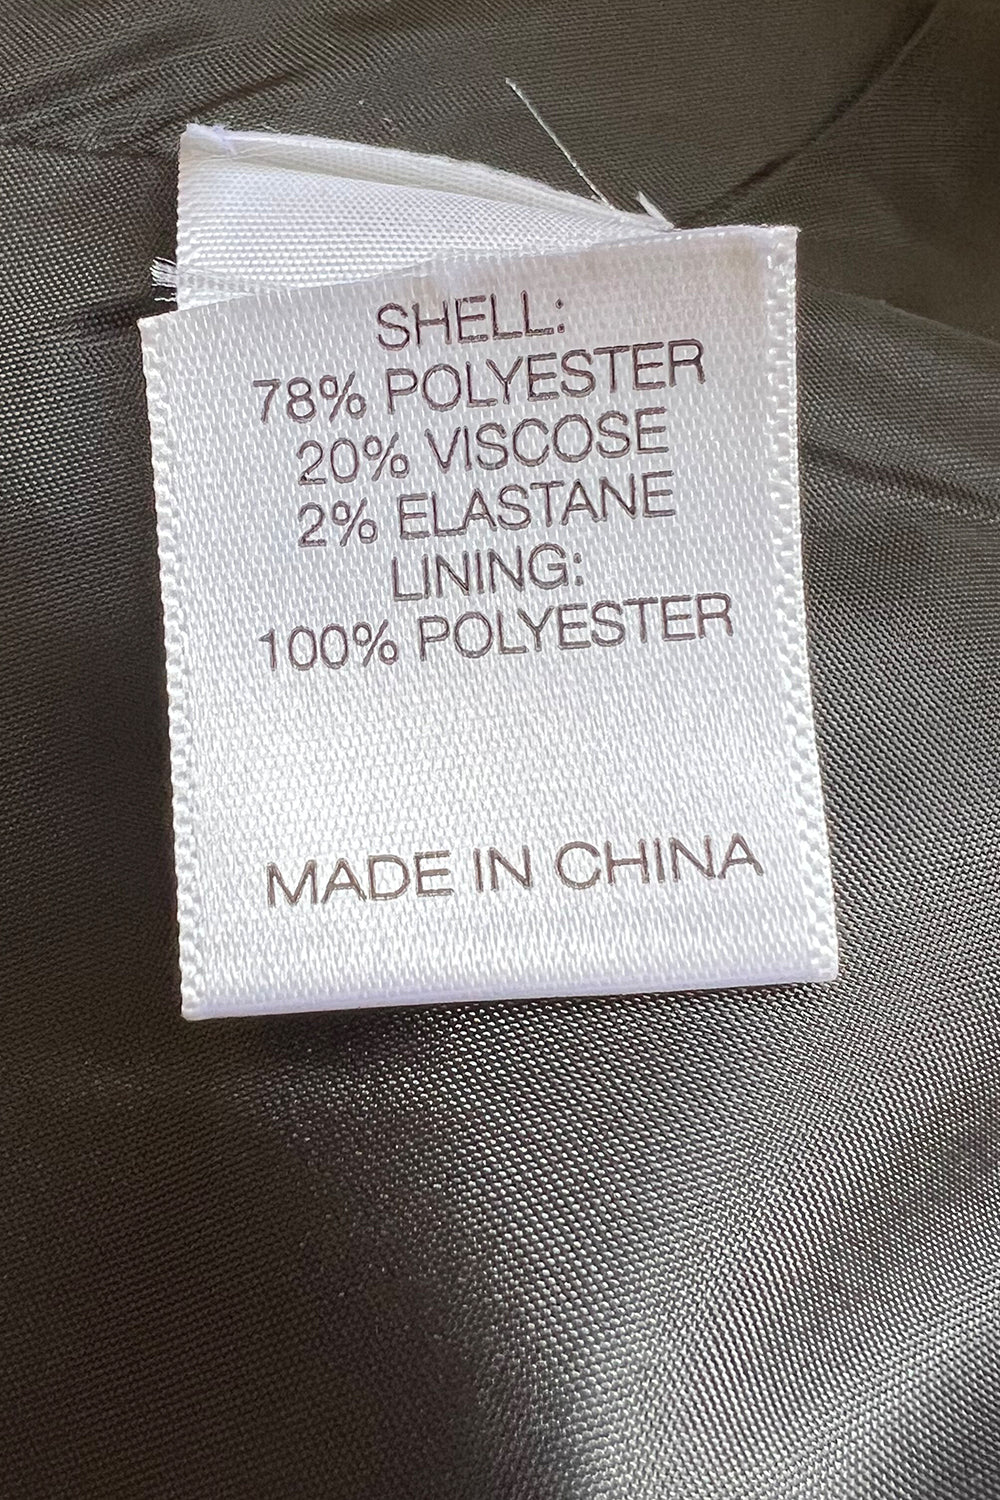 SHELL:
78% POLYESTER
20% VISCOSE
2% ELASTANE
LINING:
100% POLYESTER
MADE IN CHINA